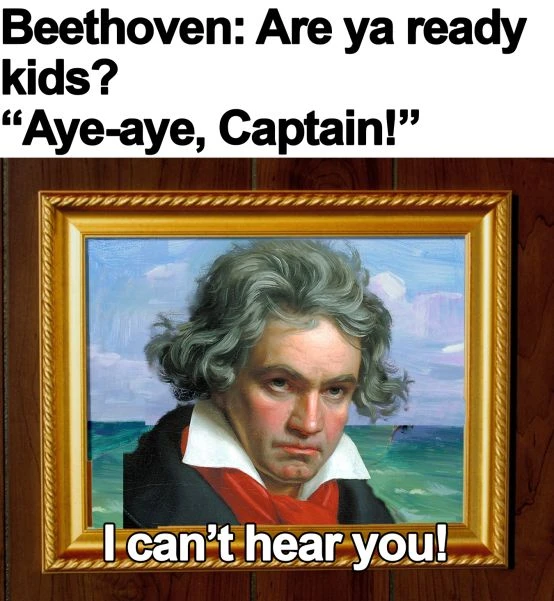 Beethoven: Are ya ready
kids?
“Aye-aye, Captain!”
I can’t hear you!